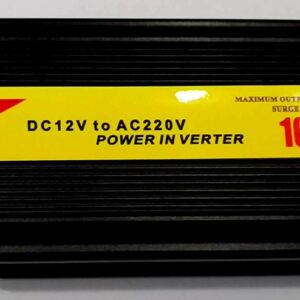 MAXIMUM OUT
SURGE
DC12V to AC220V
POWER IN VERTER